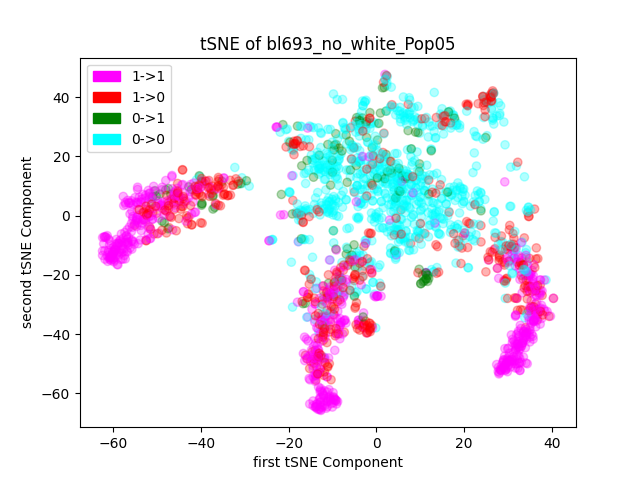 tSNE of bl693_no_white_Pop05
1->1
1->0
0->1
0->0
40
20
0
−20
−40
−60
second tSNE Component
−60 −40 −20 0 20 40
first tSNE Component